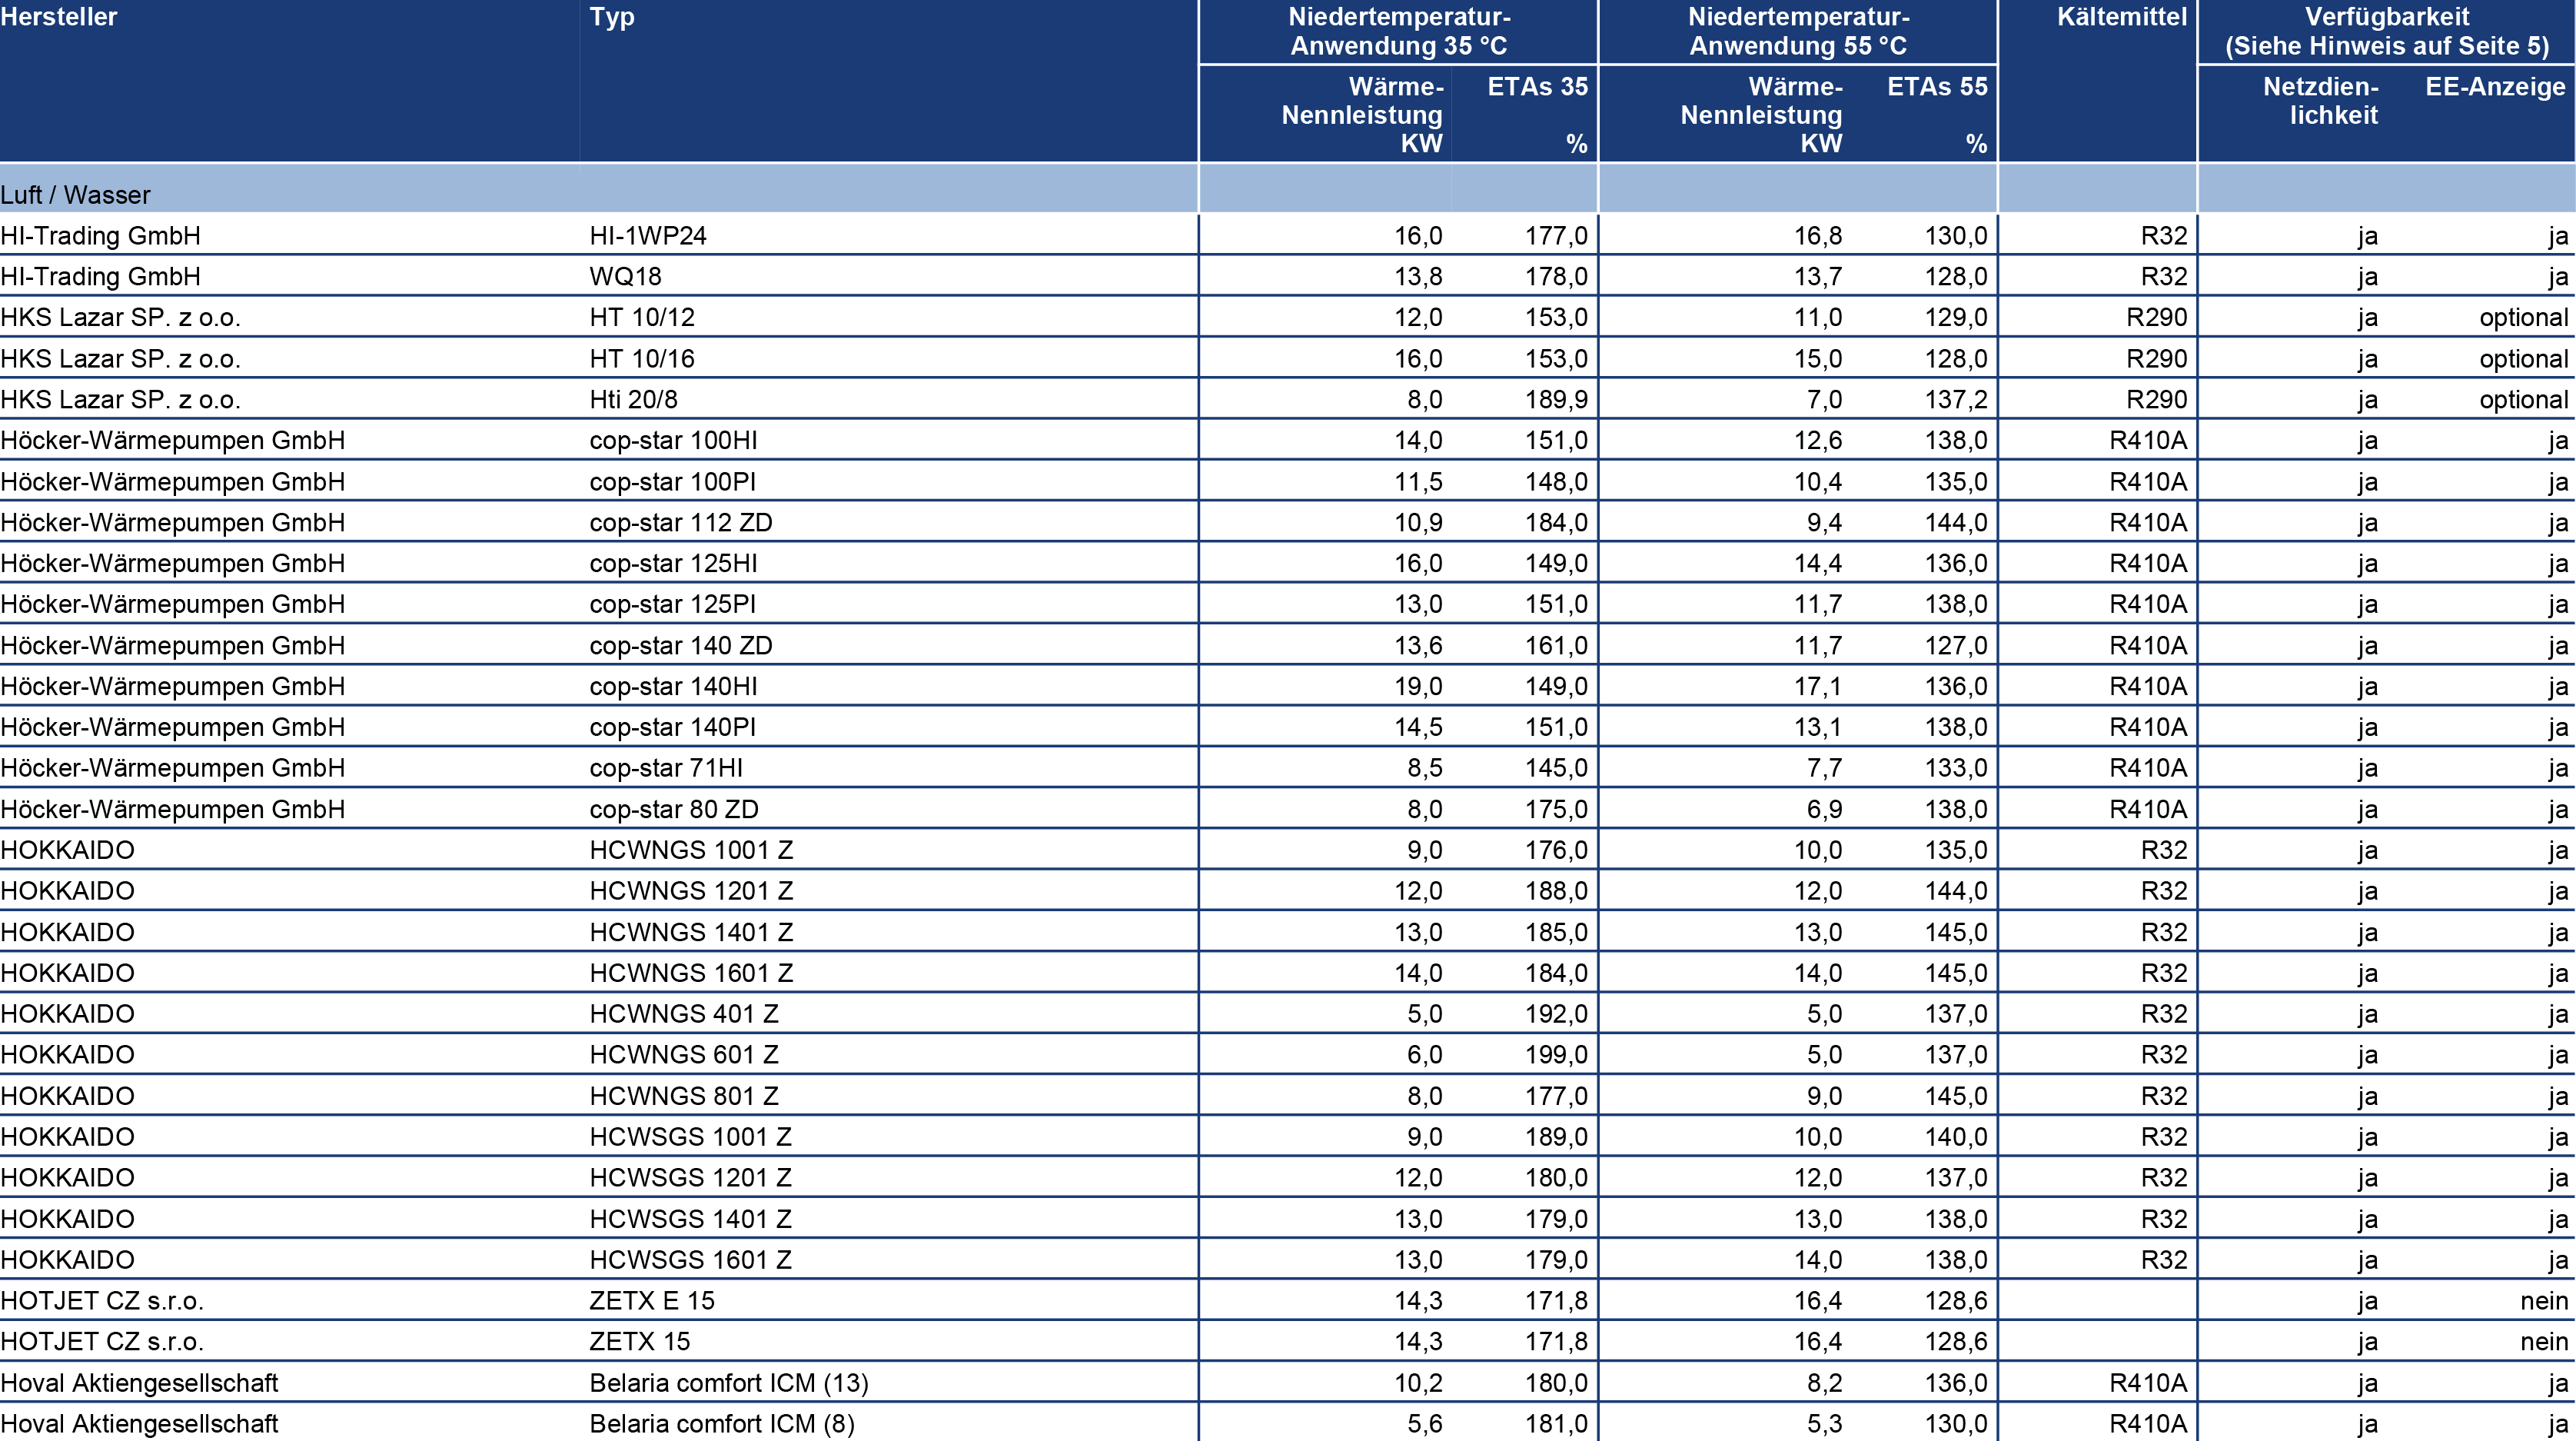 Hersteller Typ Niedertemperatur- Niedertemperatur- Kältemittel Verfügbarkeit
Anwendung 35 °C Anwendung 55 °C (Siehe Hinweis auf Seite 5)
Wärme- ETAs 35 Wärme- ETAs 55 Netzdien- EE-Anzeige
Nennleistung Nennleistung lichkeit
KW % KW %
Luft / Wasser
HI-Trading GmbH HI-1WP24 16,0 177,0 16,8 130,0 R32 ja ja
HI-Trading GmbH WQ18 13,8 178,0 13,7 128,0 R32 ja ja
HKS Lazar SP. z o.o. HT 10/12 12,0 153,0 11,0 129,0 R290 ja optional
HKS Lazar SP. z o.o. HT 10/16 16,0 153,0 15,0 128,0 R290 ja optional
HKS Lazar SP. z o.o. Hti 20/8 8,0 189,9 7,0 137,2 R290 ja optional
Höcker-Wärmepumpen GmbH cop-star 100HI 14,0 151,0 12,6 138,0 R410A ja ja
Höcker-Wärmepumpen GmbH cop-star 100PI 11,5 148,0 10,4 135,0 R410A ja ja
Höcker-Wärmepumpen GmbH cop-star 112 ZD 10,9 184,0 9,4 144,0 R410A ja ja
Höcker-Wärmepumpen GmbH cop-star 125HI 16,0 149,0 14,4 136,0 R410A ja ja
Höcker-Wärmepumpen GmbH cop-star 125PI 13,0 151,0 11,7 138,0 R410A ja ja
Höcker-Wärmepumpen GmbH cop-star 140 ZD 13,6 161,0 11,7 127,0 R410A ja ja
Höcker-Wärmepumpen GmbH cop-star 140HI 19,0 149,0 17,1 136,0 R410A ja ja
Höcker-Wärmepumpen GmbH cop-star 140PI 14,5 151,0 13,1 138,0 R410A ja ja
Höcker-Wärmepumpen GmbH cop-star 71HI 8,5 145,0 7,7 133,0 R410A ja ja
Höcker-Wärmepumpen GmbH cop-star 80 ZD 8,0 175,0 6,9 138,0 R410A ja ja
HOKKAIDO HCWNGS 1001 Z 9,0 176,0 10,0 135,0 R32 ja ja
HOKKAIDO HCWNGS 1201 Z 12,0 188,0 12,0 144,0 R32 ja ja
HOKKAIDO HCWNGS 1401 Z 13,0 185,0 13,0 145,0 R32 ja ja
HOKKAIDO HCWNGS 1601 Z 14,0 184,0 14,0 145,0 R32 ja ja
HOKKAIDO HCWNGS 401 Z 5,0 192,0 5,0 137,0 R32 ja ja
HOKKAIDO HCWNGS 601 Z 6,0 199,0 5,0 137,0 R32 ja ja
HOKKAIDO HCWNGS 801 Z 8,0 177,0 9,0 145,0 R32 ja ja
HOKKAIDO HCWSGS 1001 Z 9,0 189,0 10,0 140,0 R32 ja ja
HOKKAIDO HCWSGS 1201 Z 12,0 180,0 12,0 137,0 R32 ja ja
HOKKAIDO HCWSGS 1401 Z 13,0 179,0 13,0 138,0 R32 ja ja
HOKKAIDO HCWSGS 1601 Z 13,0 179,0 14,0 138,0 R32 ja ja
HOTJET CZ s.r.o. ZETX E 15 14,3 171,8 16,4 128,6 ja nein
HOTJET CZ s.r.o. ZETX 15 14,3 171,8 16,4 128,6 ja nein
Hoval Aktiengesellschaft Belaria comfort ICM (13) 10,2 180,0 8,2 136,0 R410A ja ja
Hoval Aktiengesellschaft Belaria comfort ICM (8) 5,6 181,0 5,3 130,0 R410A ja ja